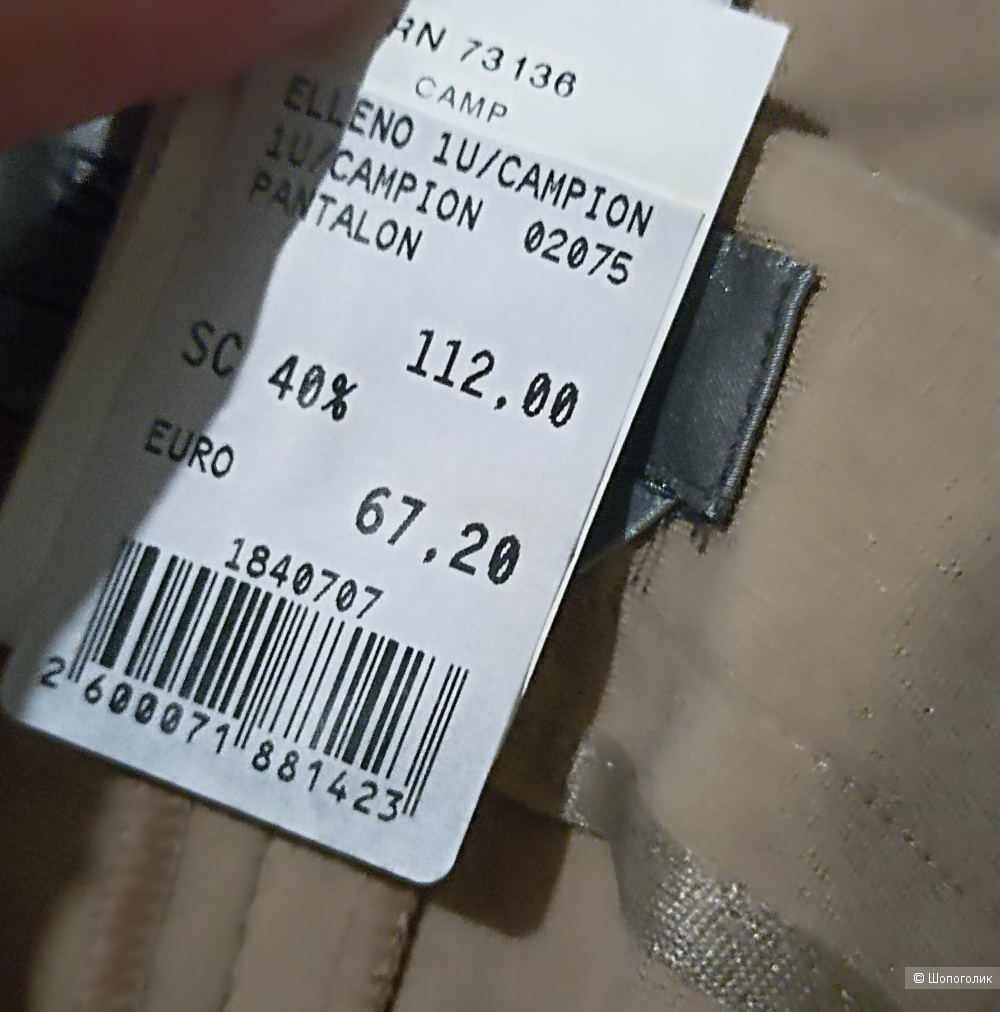 RN 73136
CAMP
ELLENO 1U/CAMPION
1U/CAMPION 02075
PANTALON
112,00
SC 40%
EURO
67,20
1840707
2 600071 881423
© Шопоголик